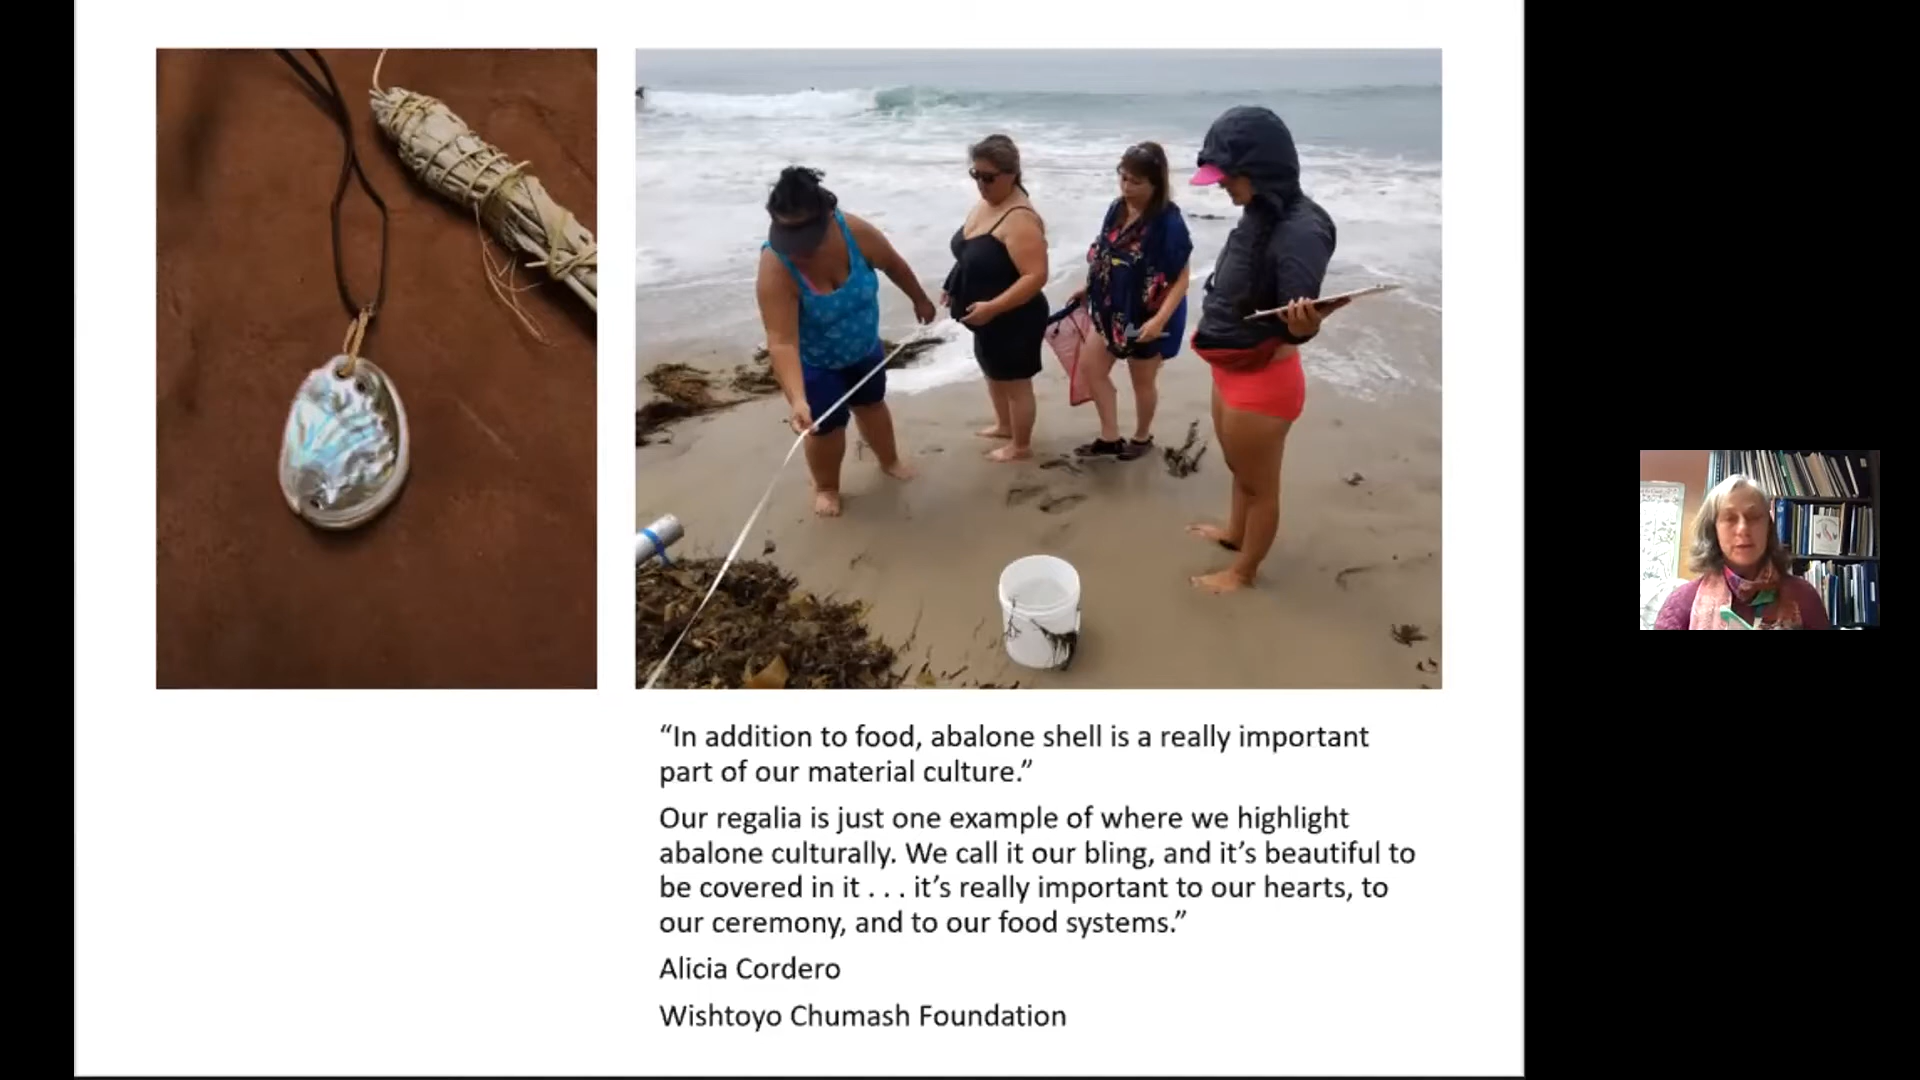 “In addition to food, abalone shell is a really important
part of our material culture.”
Our regalia is just one example of where we highlight
abalone culturally. We call it our bling, and it’s beautiful to
be covered in it . . . it’s really important to our hearts, to
our ceremony, and to our food systems.”
Alicia Cordero
Wishtoyo Chumash Foundation